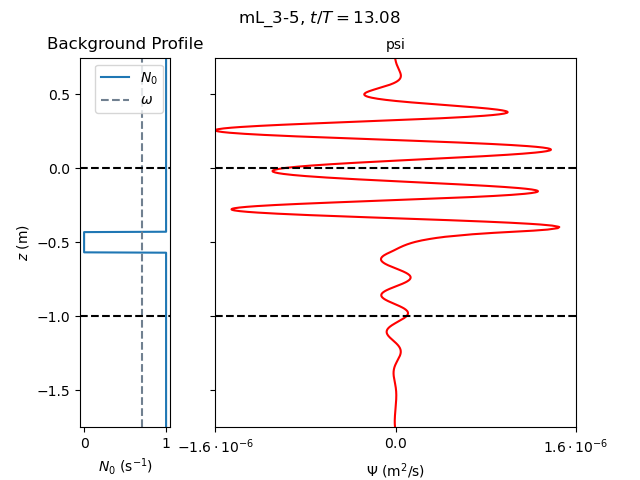 mL_3-5, t/T = 13.08
Background Profile
psi
N₀
ω
0.5
0.0
−0.5
−1.0
−1.5
z (m)
0
1
N₀ (s⁻¹)
−1.6 · 10⁻⁶
0.0
1.6 · 10⁻⁶
Ψ (m²/s)